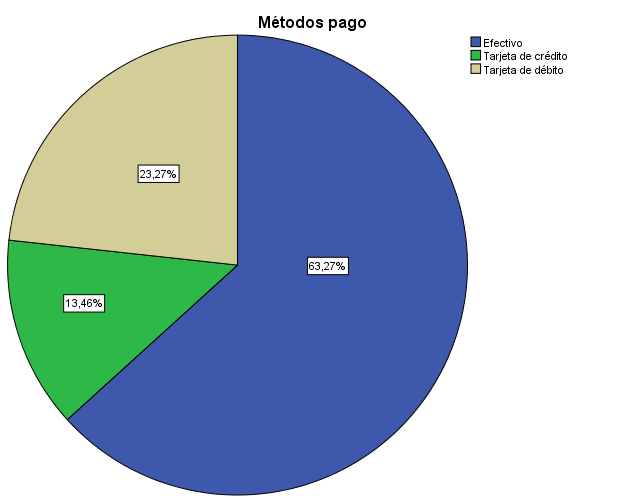 Métodos pago
Efectivo
Tarjeta de crédito
Tarjeta de débito
23,27%
63,27%
13,46%